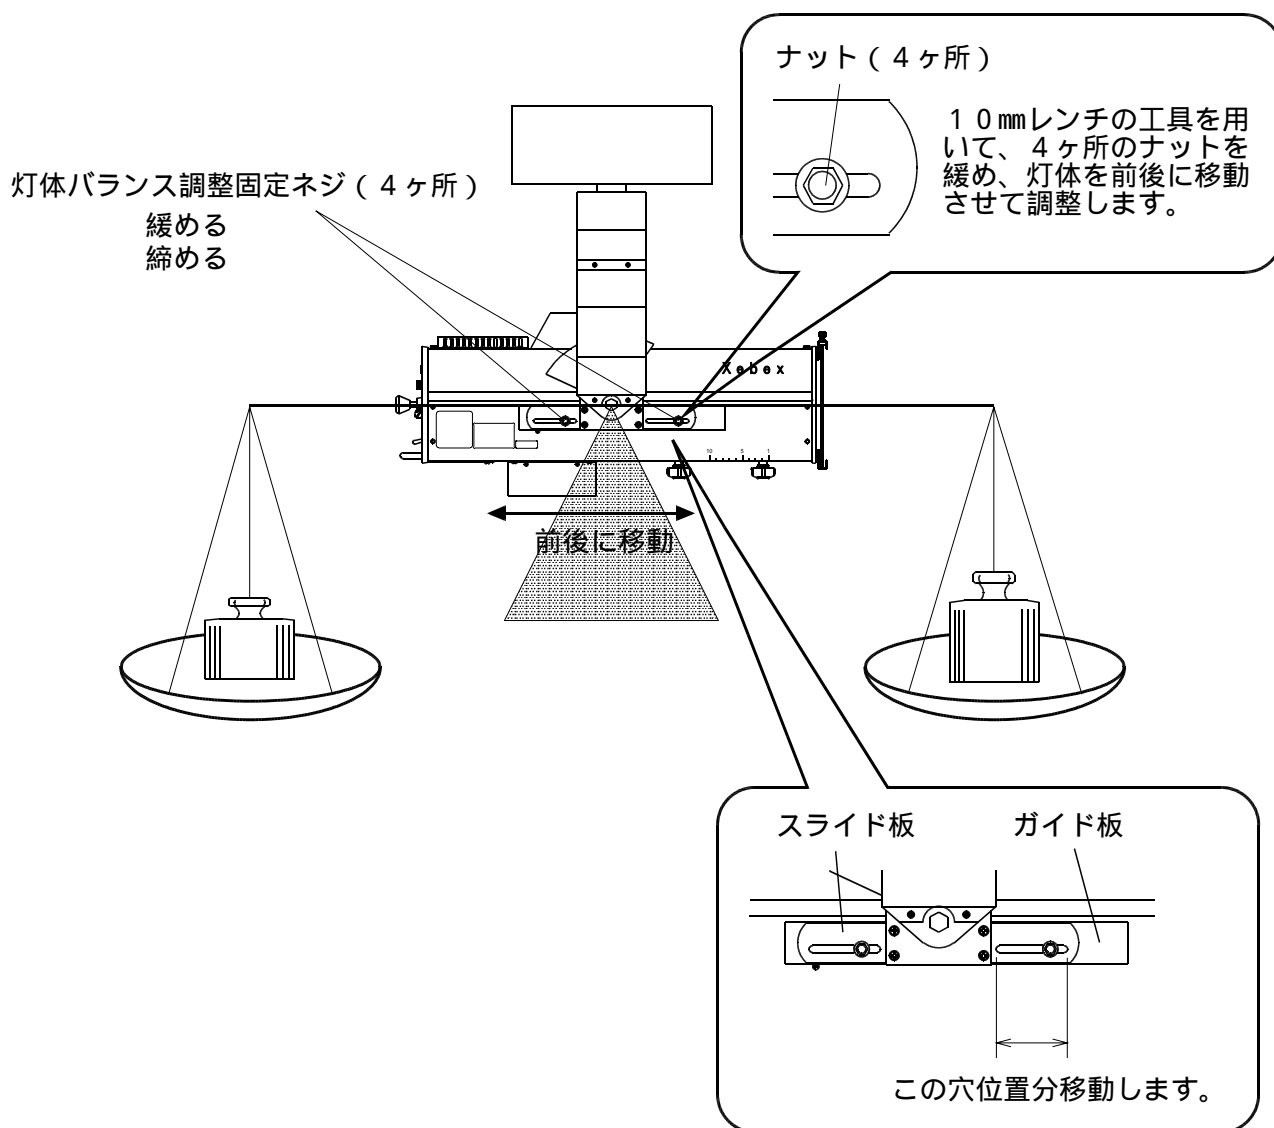 ナット（４ヶ所）
１０㎜レンチの工具を用
いて、４ヶ所のナットを
緩め、灯体を前後に移動
させて調整します。
灯体バランス調整固定ネジ（４ヶ所）
緩める
締める
Xebex
10 5 1
前後に移動
スライド板 ガイド板
この穴位置分移動します。